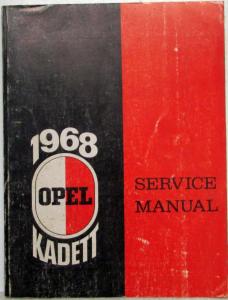 1968
OPEL
KADETT
SERVICE
MANUAL